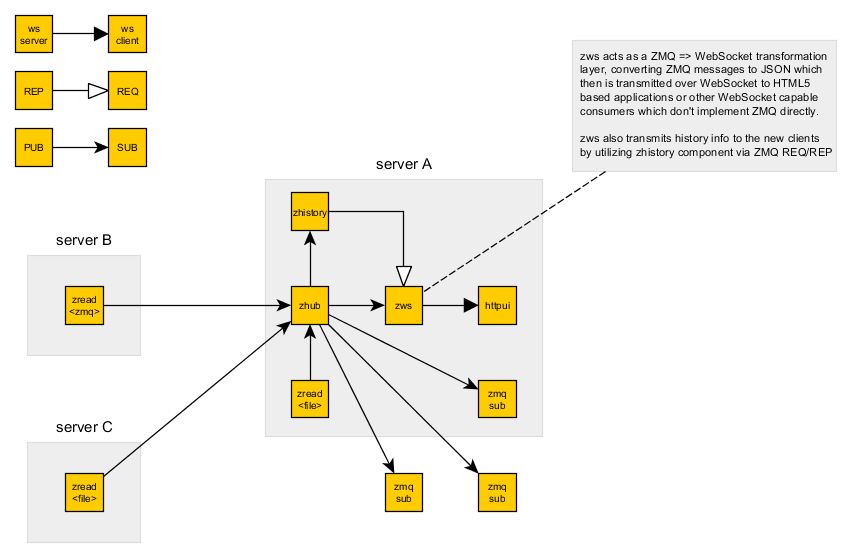 ws
server
ws
client
REP
REQ
PUB
SUB
zws acts as a ZMQ => WebSocket transformation
layer, converting ZMQ messages to JSON which
then is transmitted over WebSocket to HTML5
based applications or other WebSocket capable
consumers which don't implement ZMQ directly.
zws also transmits history info to the new clients
by utilizing zhistory component via ZMQ REQ/REP
server A
zhistory
server B
zread
<zmq>
zhub
zws
httpui
zread
<file>
zmq
sub
server C
zread
<file>
zmq
sub
zmq
sub